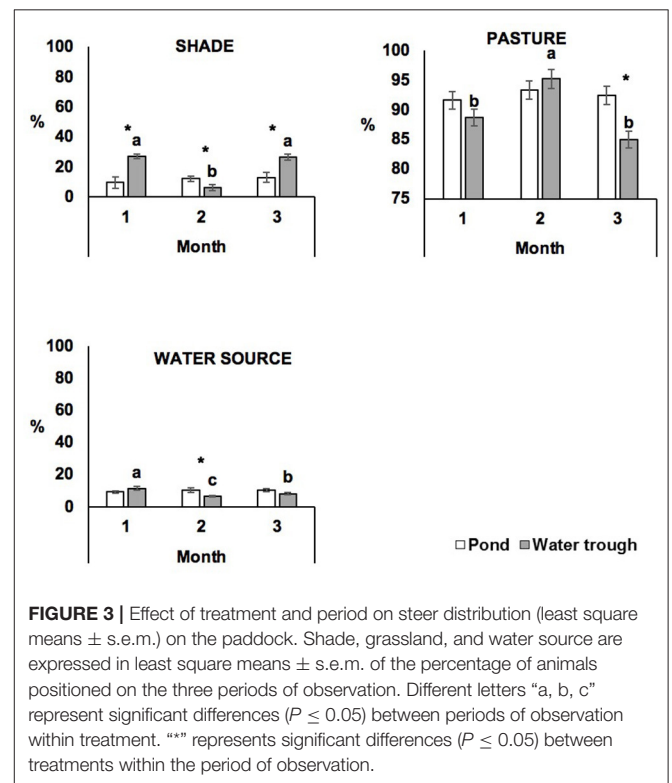 SHADE
100
80
60
40
20
0
%
* a
* b
* a
1 2 3
Month
PASTURE
100
95
90
85
80
75
%
b
a
* b
1 2 3
Month
WATER SOURCE
100
80
60
40
20
0
%
a
* c
b
1 2 3
Month
Pond Water trough
FIGURE 3 | Effect of treatment and period on steer distribution (least square
means ± s.e.m.) on the paddock. Shade, grassland, and water source are
expressed in least square means ± s.e.m. of the percentage of animals
positioned on the three periods of observation. Different letters “a, b, c”
represent significant differences (P ≤ 0.05) between periods of observation
within treatment. “*” represents significant differences (P ≤ 0.05) between
treatments within the period of observation.